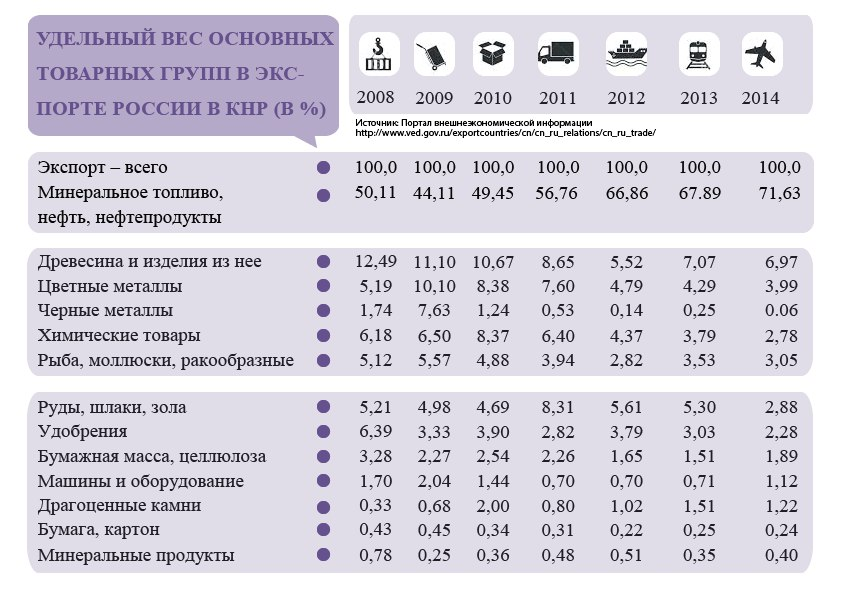 УДЕЛЬНЫЙ ВЕС ОСНОВНЫХ
ТОВАРНЫХ ГРУПП В ЭКС-
ПОРТЕ РОССИИ В КНР (В %)
2008 2009 2010 2011 2012 2013 2014
Источник: Портал внешнеэкономической информации
http://www.ved.gov.ru/exportcountries/cn/cn_ru_relations/cn_ru_trade/
Экспорт – всего 100,0 100,0 100,0 100,0 100,0 100,0 100,0
Минеральное топливо, 50,11 44,11 49,45 56,76 66,86 67.89 71,63
нефть, нефтепродукты
Древесина и изделия из нее 12,49 11,10 10,67 8,65 5,52 7,07 6,97
Цветные металлы 5,19 10,10 8,38 7,60 4,79 4,29 3,99
Черные металлы 1,74 7,63 1,24 0,53 0,14 0,25 0.06
Химические товары 6,18 6,50 8,37 6,40 4,37 3,79 2,78
Рыба, моллюски, ракообразные 5,12 5,57 4,88 3,94 2,82 3,53 3,05
Руды, шлаки, зола 5,21 4,98 4,69 8,31 5,61 5,30 2,88
Удобрения 6,39 3,33 3,90 2,82 3,79 3,03 2,28
Бумажная масса, целлюлоза 3,28 2,27 2,54 2,26 1,65 1,51 1,89
Машины и оборудование 1,70 2,04 1,44 0,70 0,70 0,71 1,12
Драгоценные камни 0,33 0,68 2,00 0,80 1,02 1,51 1,22
Бумага, картон 0,43 0,45 0,34 0,31 0,22 0,25 0,24
Минеральные продукты 0,78 0,25 0,36 0,48 0,51 0,35 0,40